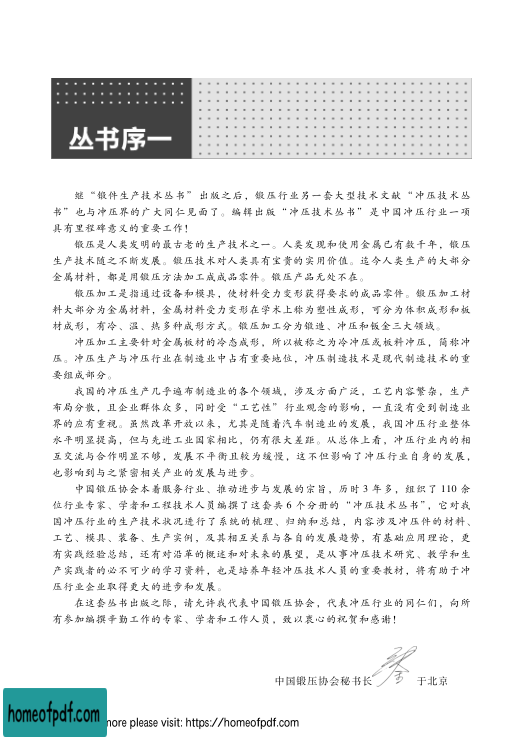 丛书序一
继“锻件生产技术丛书”出版之后，锻压行业另一套大型技术文献“冲压技术丛
书”也与冲压界的广大同仁见面了。编辑出版“冲压技术丛书”是中国冲压行业一项
具有里程碑意义的重要工作！
锻压是人类发明的最古老的生产技术之一。人类发现和使用金属已有数千年，锻压
生产技术随之不断发展。锻压技术对人类具有宝贵的实用价值。迄今人类生产的大部分
金属材料，都是用锻压方法加工成成品零件。锻压产品无处不在。
锻压加工是指通过设备和模具，使材料受力变形获得要求的成品零件。锻压加工材
料大部分为金属材料，金属材料受力变形在学术上称为塑性成形，可分为体积成形和板
材成形，有冷、温、热多种成形方式。锻压加工分为锻造、冲压和钣金三大领域。
冲压加工主要针对金属板材的冷态成形，所以被称之为冷冲压或板料冲压，简称冲
压。冲压生产与冲压行业在制造业中占有重要地位，冲压制造技术是现代制造技术的重
要组成部分。
我国的冲压生产几乎遍布制造业的各个领域，涉及方面广泛，工艺内容繁杂，生产
布局分散，且企业群体众多，同时受“工艺性”行业观念的影响，一直没有受到制造业
界的应有重视。虽然改革开放以来，尤其是随着汽车制造业的发展，我国冲压行业整体
水平明显提高，但与先进工业国家相比，仍有很大差距。从总体上看，冲压行业内的相
互交流与合作明显不够，发展不平衡且较为缓慢，这不但影响了冲压行业自身的发展，
也影响到与之紧密相关产业的发展与进步。
中国锻压协会本着服务行业、推动进步与发展的宗旨，历时 3 年多，组织了 110 余
位行业专家、学者和工程技术人员编撰了这套共 6 个分册的“冲压技术丛书”，它对我
国冲压行业的生产技术状况进行了系统的梳理、归纳和总结，内容涉及冲压件的材料、
工艺、模具、装备、生产实例，及其相互关系与各自的发展趋势，有基础应用理论，更
有实践经验总结，还有对沿革的概述和对未来的展望，是从事冲压技术研究、教学和生
产实践者的必不可少的学习资料，也是培养年轻冲压技术人员的重要教材，将有助于冲
压行业企业取得更大的进步和发展。
在这套丛书出版之际，请允许我代表中国锻压协会，代表冲压行业的同仁们，向所
有参加编撰辛勤工作的专家、学者和工作人员，致以衷心的祝贺和感谢！
中国锻压协会秘书长 于北京
homeofpdf.com
more please visit: https://homeofpdf.com